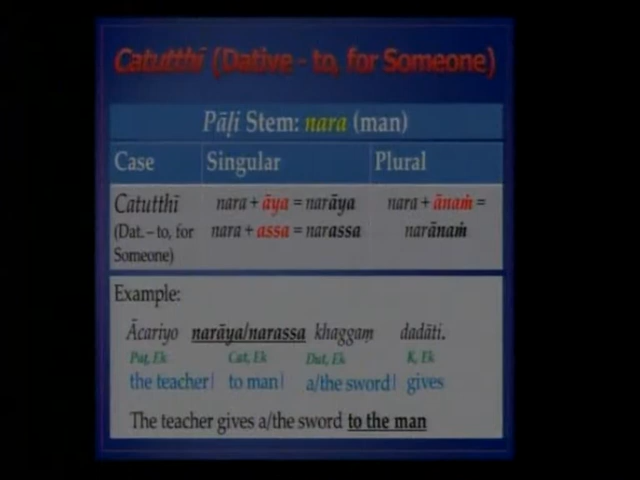 Catutthī (Dative - to, for Someone)
Pāḷi Stem: nara (man)
Case Singular Plural
Catutthī nara + āya = narāya nara + ānaṁ =
(Dat. – to, for nara + assa = narassa narānaṁ
Someone)
Example:
Ācariyo narāya/narassa khaggaṃ dadāti.
Paṭ, Ek Cat, Ek Dut, Ek K, Ek
the teacher| to man| a/the sword| gives
The teacher gives a/the sword to the man